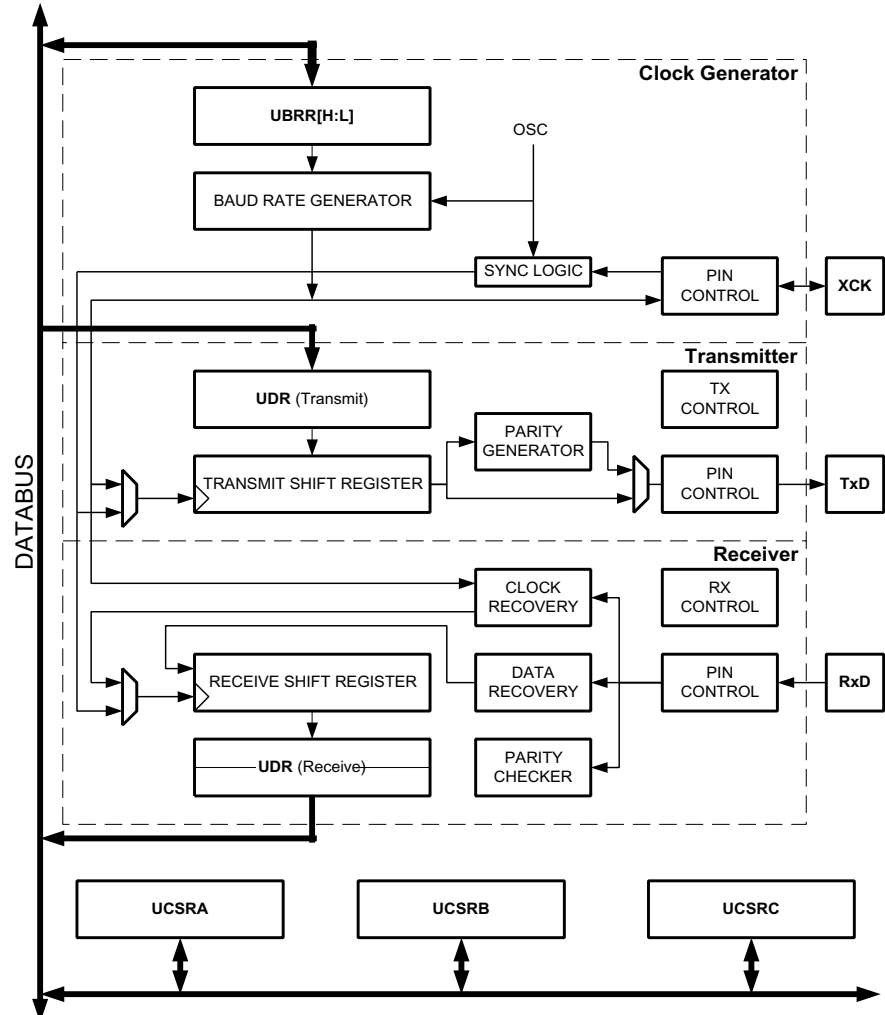 Clock Generator
UBRR[H:L]
OSC
BAUD RATE GENERATOR
SYNC LOGIC
PIN
CONTROL
XCK
Transmitter
UDR (Transmit)
TX
CONTROL
PARITY
GENERATOR
TRANSMIT SHIFT REGISTER
PIN
CONTROL
TxD
DATABUS
Receiver
CLOCK
RECOVERY
RX
CONTROL
RECEIVE SHIFT REGISTER
DATA
RECOVERY
PIN
CONTROL
RxD
UDR (Receive)
PARITY
CHECKER
UCSRA
UCSRB
UCSRC